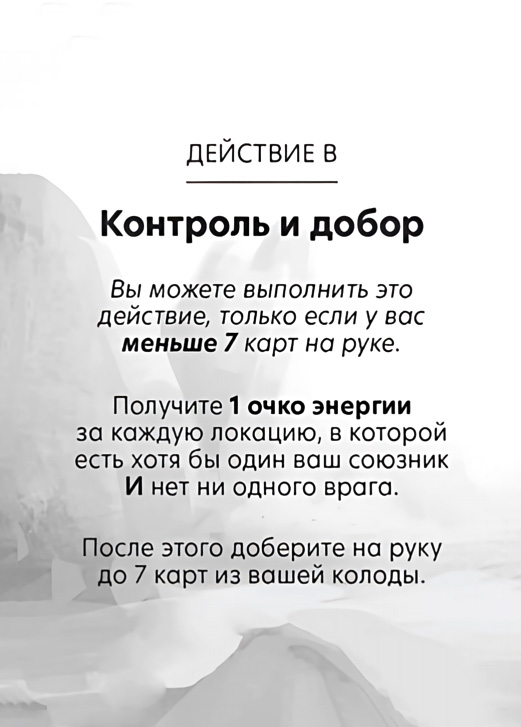 ДЕЙСТВИЕ В
Контроль и добор
Вы можете выполнить это
действие, только если у вас
меньше 7 карт на руке.
Получите 1 очко энергии
за каждую локацию, в которой
есть хотя бы один ваш союзник
И нет ни одного врага.
После этого доберите на руку
до 7 карт из вашей колоды.